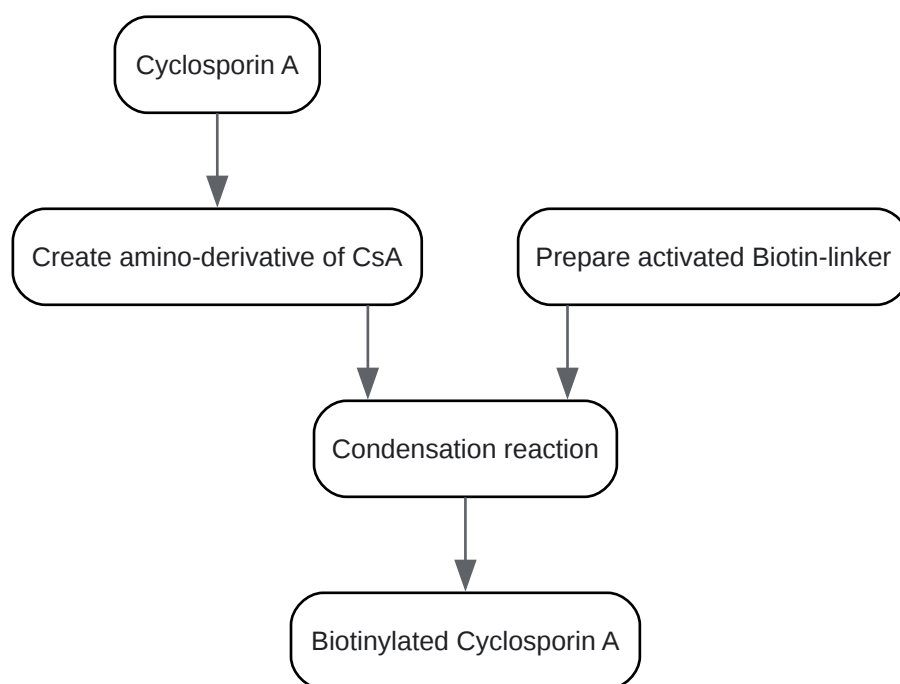 Cyclosporin A
Create amino-derivative of CsA
Prepare activated Biotin-linker
Condensation reaction
Biotinylated Cyclosporin A